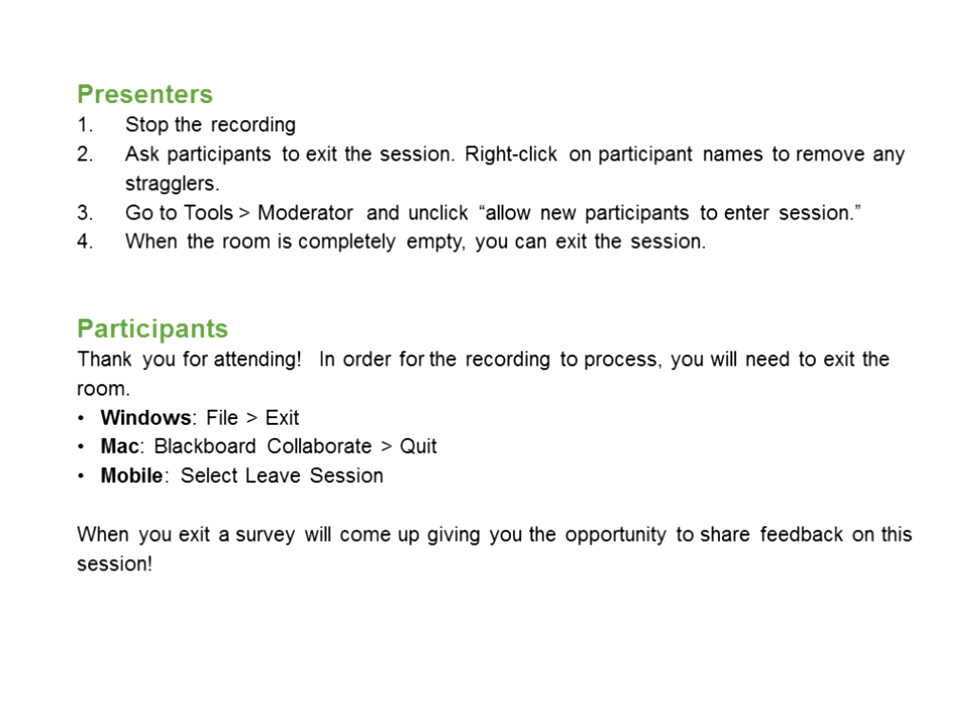 Presenters
1. Stop the recording
2. Ask participants to exit the session. Right-click on participant names to remove any
stragglers.
3. Go to Tools > Moderator and unclick “allow new participants to enter session.”
4. When the room is completely empty, you can exit the session.
Participants
Thank you for attending! In order for the recording to process, you will need to exit the
room.
• Windows: File > Exit
• Mac: Blackboard Collaborate > Quit
• Mobile: Select Leave Session
When you exit a survey will come up giving you the opportunity to share feedback on this
session!